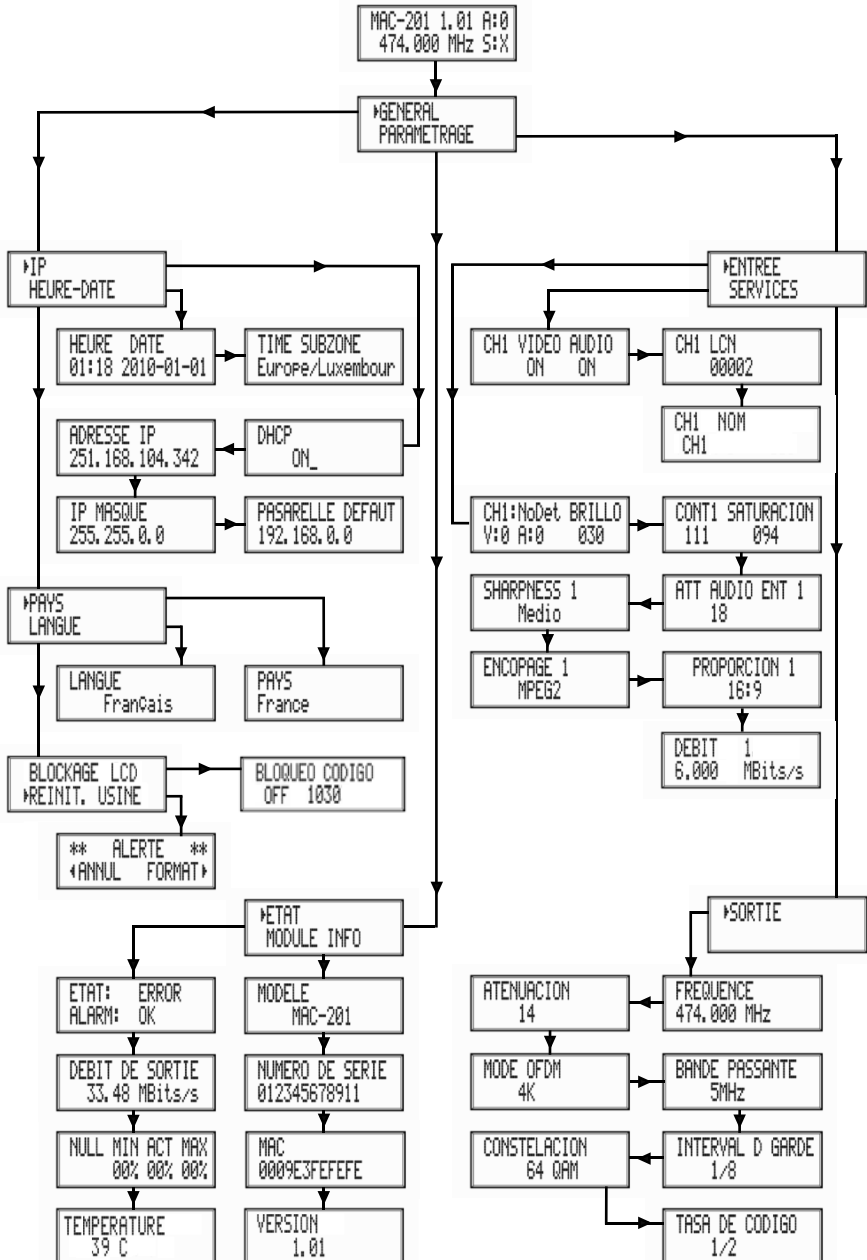 MAC-201 1.01 A:0
474.000 MHz S:X
GENERAL
PARAMETRAGE
IP
HEURE-DATE
HEURE DATE
01:18 2010-01-01
TIME SUBZONE
Europe/Luxembour
ADRESSE IP
251.168.104.342
DHCP
ON_
IP MASQUE
255.255.0.0
PASARELLE DEFAUT
192.168.0.0
PAYS
LANGUE
LANGUE
FranÇais
PAYS
France
BLOCKAGE LCD
REINIT. USINE
BLOQUEO CODIGO
OFF 1030
** ALERTE **
ANNUL FORMAT
ENTREE
SERVICES
CH1 VIDEO AUDIO
ON ON
CH1 LCN
00002
CH1 NOM
CH1
CH1:NoDet BRILLO
V:0 A:0 030
CONT1 SATURACION
111 094
SHARPNESS 1
Medio
ATT AUDIO ENT 1
18
ENCOPAGE 1
MPEG2
PROPORCION 1
16:9
DEBIT 1
6.000 MBits/s
ETAT
MODULE INFO
ETAT: ERROR
ALARM: OK
MODELE
MAC-201
DEBIT DE SORTIE
33.48 MBits/s
NUMERO DE SERIE
012345678911
NULL MIN ACT MAX
00% 00% 00%
MAC
0009E3FEFEFE
TEMPERATURE
39 C
VERSION
1.01
SORTIE
ATENUACION
14
FREQUENCE
474.000 MHz
MODE OFDM
4K
BANDE PASSANTE
5MHz
CONSTELACION
64 QAM
INTERVAL D GARDE
1/8
TASA DE CODIGO
1/2